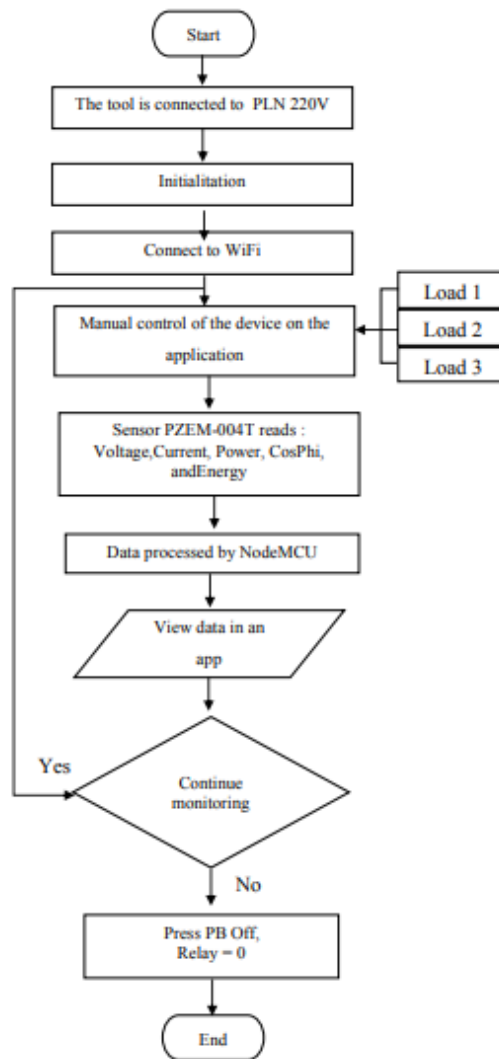 Start
The tool is connected to PLN 220V
Initialitation
Connect to WiFi
Manual control of the device on the
application
Load 1
Load 2
Load 3
Sensor PZEM-004T reads :
Voltage,Current, Power, CosPhi,
andEnergy
Data processed by NodeMCU
View data in an
app
Yes
Continue
monitoring
No
Press PB Off,
Relay = 0
End